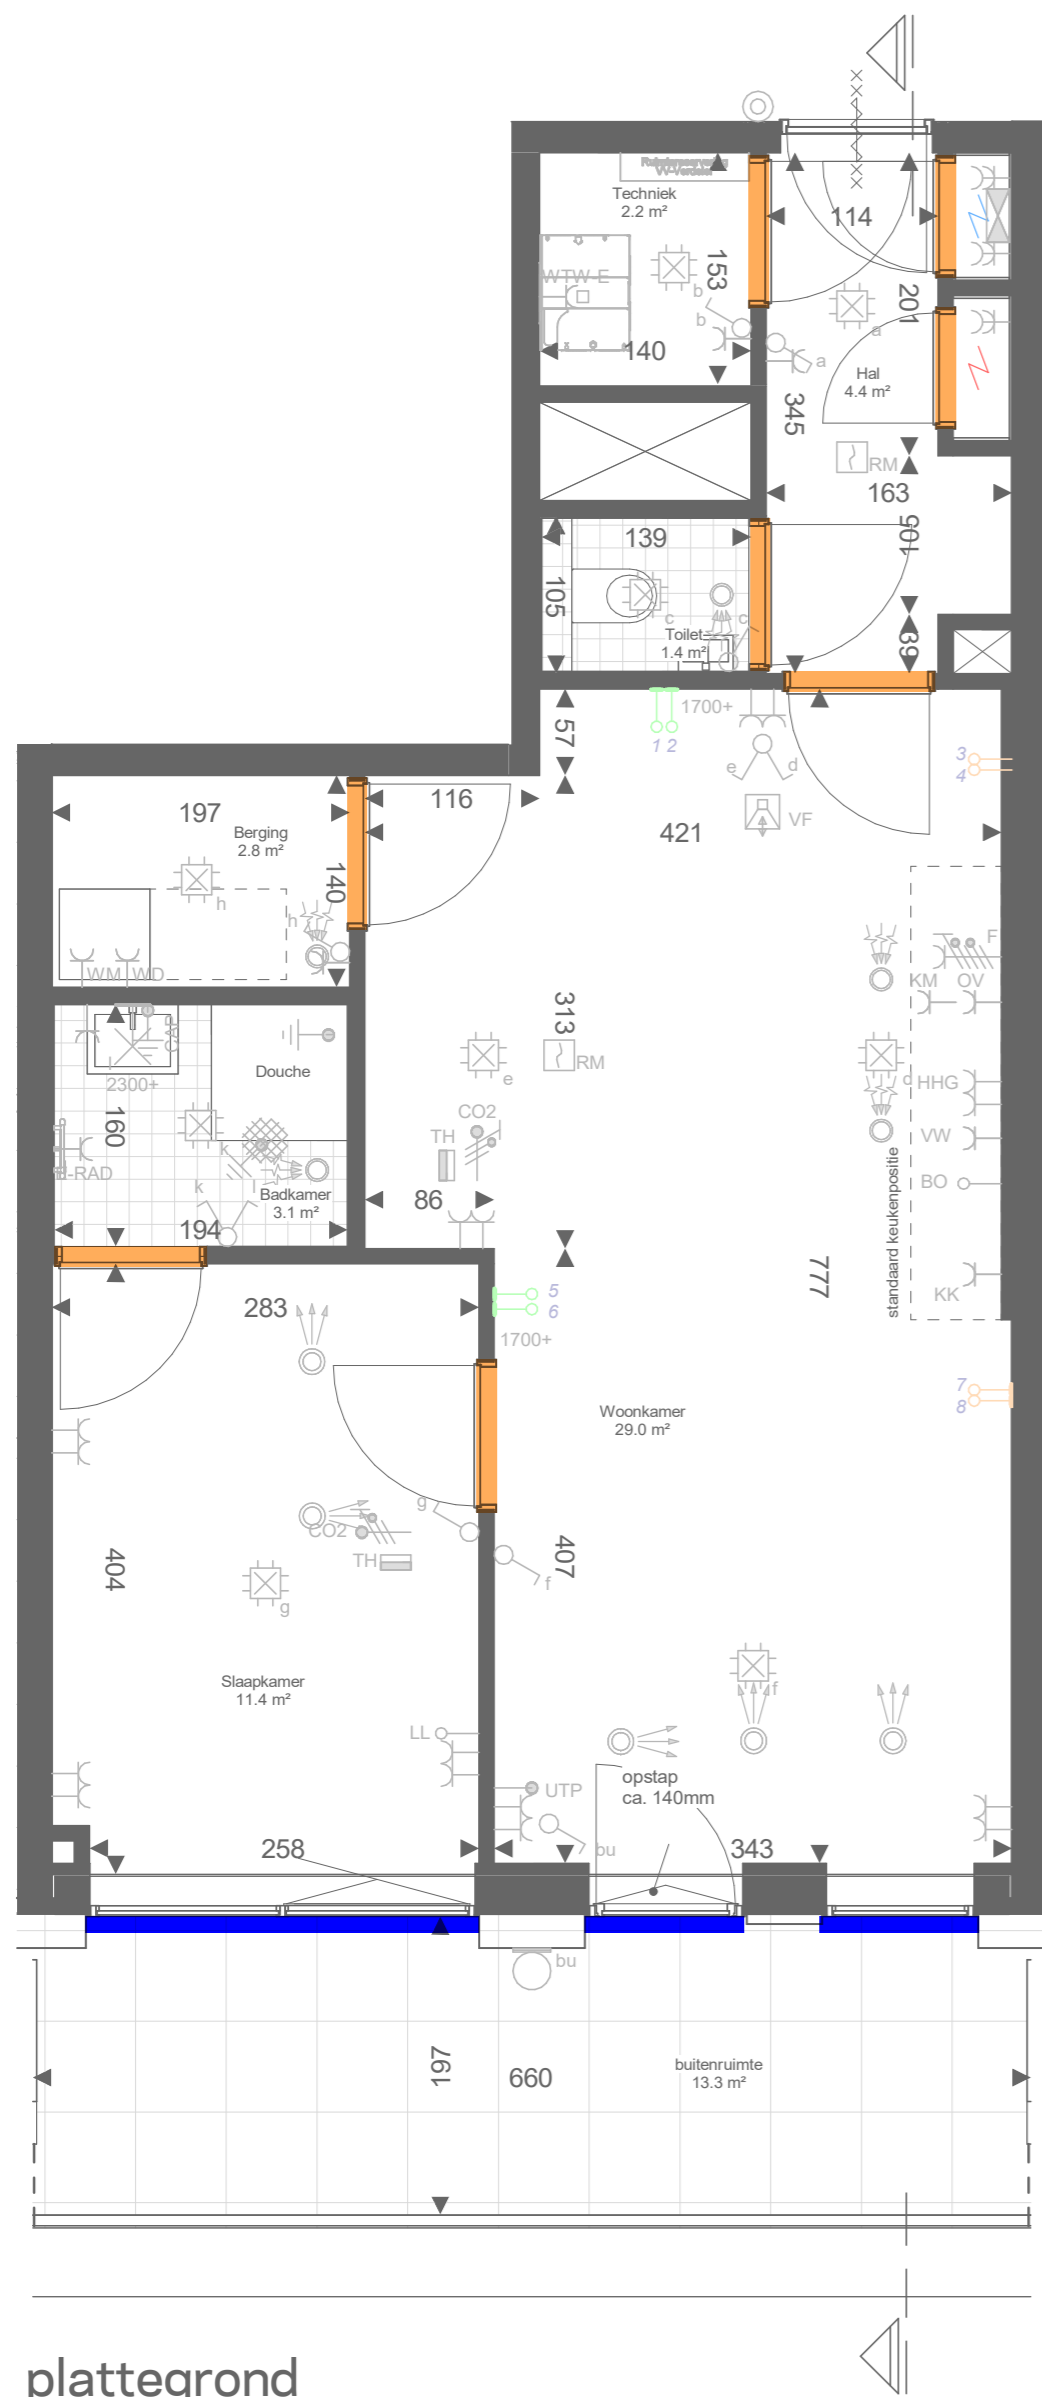 Techniek
2.2 m²
114
WTW-E
153
b
b
201
a
140
a
Hal
4.4 m²
345
RM
163
106
139
105
c
c
Toilet
1.4 m²
39
57
1700+
1 2
e
d
3
4
VF
197
116
421
Berging
2.8 m²
140
h
h
WM
WD
F
KM
OV
313
CAP
2300+
Douche
e
RM
d
HHG
160
CO2
TH
VW
E-RAD
k
k
l
l
Badkamer
3.1 m²
BO
standaard keukenpositie
194
86
777
KK
283
5
6
1700+
7
8
Woonkamer
29.0 m²
g
CO2
TH
404
407
f
g
Slaapkamer
11.4 m²
f
LL
opstap
ca. 140mm
UTP
bu
258
343
bu
197
660
buitenruimte
13.3 m²
plattegrond